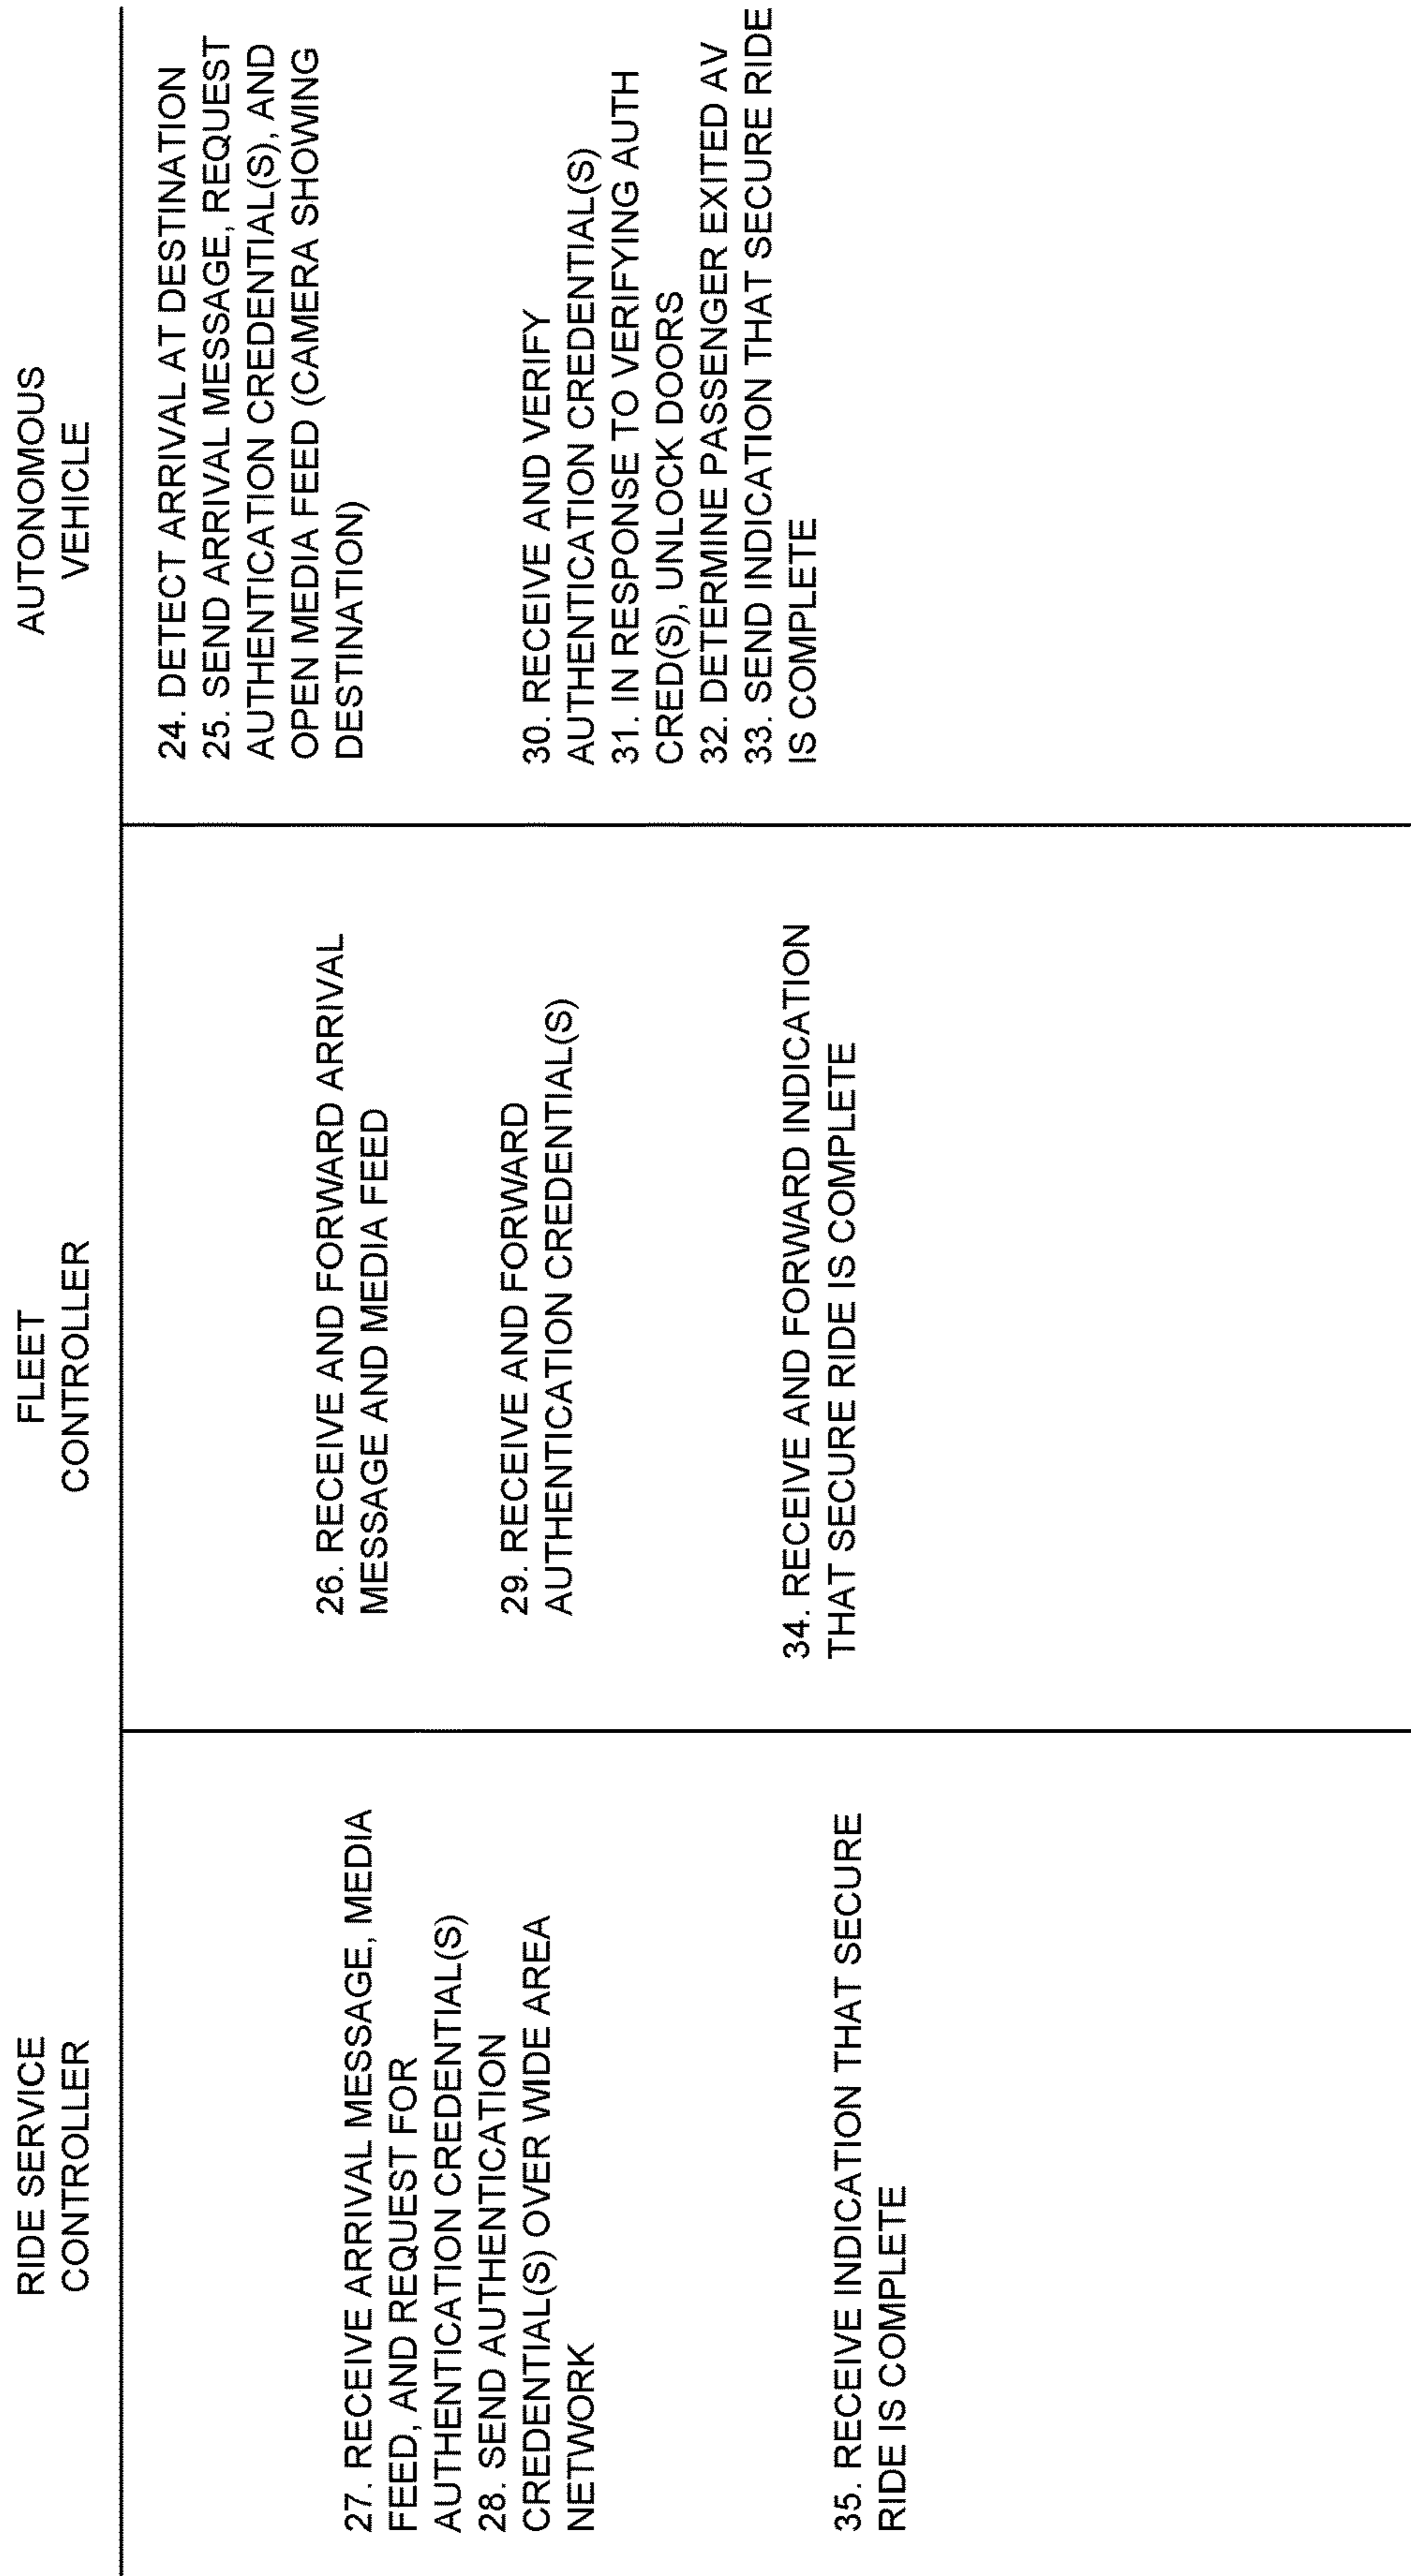 RIDE SERVICE
CONTROLLER
27. RECEIVE ARRIVAL MESSAGE, MEDIA
FEED, AND REQUEST FOR
AUTHENTICATION CREDENTIAL(S)
28. SEND AUTHENTICATION
CREDENTIAL(S) OVER WIDE AREA
NETWORK
35. RECEIVE INDICATION THAT SECURE
RIDE IS COMPLETE
FLEET
CONTROLLER
26. RECEIVE AND FORWARD ARRIVAL
MESSAGE AND MEDIA FEED
29. RECEIVE AND FORWARD
AUTHENTICATION CREDENTIAL(S)
34. RECEIVE AND FORWARD INDICATION
THAT SECURE RIDE IS COMPLETE
AUTONOMOUS
VEHICLE
24. DETECT ARRIVAL AT DESTINATION
25. SEND ARRIVAL MESSAGE, REQUEST
AUTHENTICATION CREDENTIAL(S), AND
OPEN MEDIA FEED (CAMERA SHOWING
DESTINATION)
30. RECEIVE AND VERIFY
AUTHENTICATION CREDENTIAL(S)
31. IN RESPONSE TO VERIFYING AUTH
CRED(S), UNLOCK DOORS
32. DETERMINE PASSENGER EXITED AV
33. SEND INDICATION THAT SECURE RIDE
IS COMPLETE